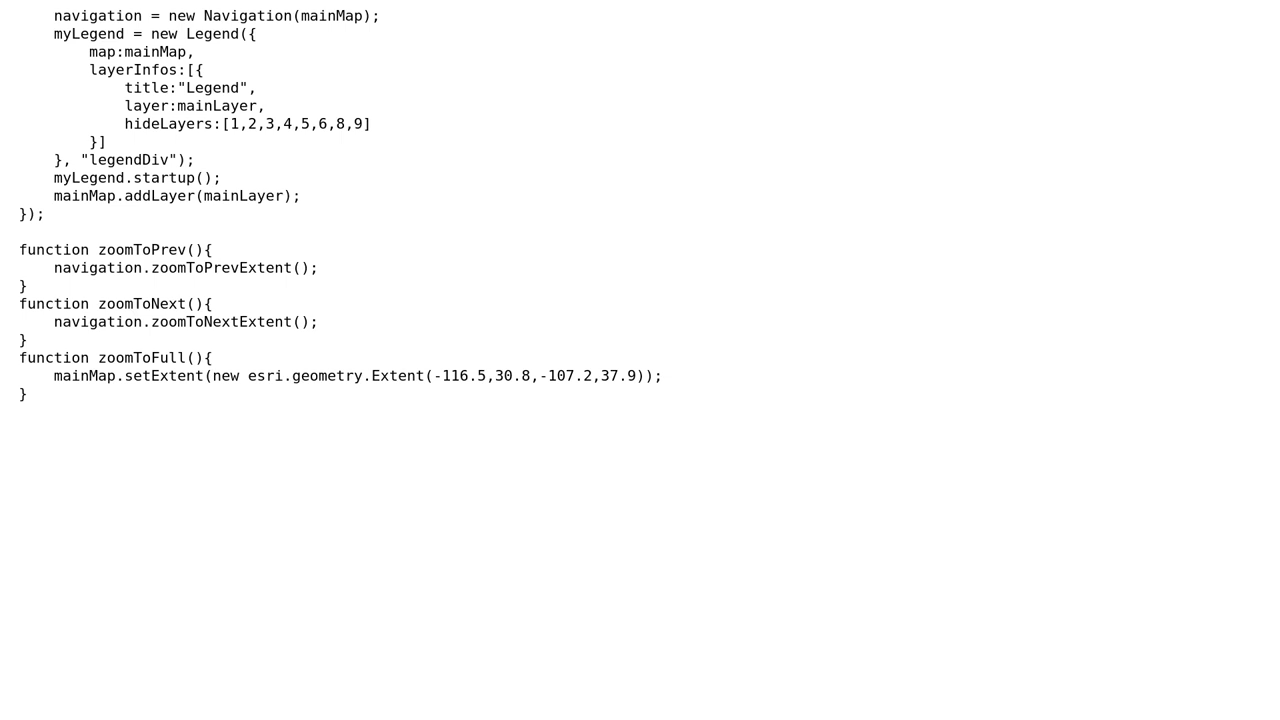 navigation = new Navigation(mainMap);
    myLegend = new Legend({
        map:mainMap,
        layerInfos:[{
            title:"Legend",
            layer:mainLayer,
            hideLayers:[1,2,3,4,5,6,8,9]
        }]
    }, "legendDiv");
    myLegend.startup();
    mainMap.addLayer(mainLayer);
});

function zoomToPrev(){
    navigation.zoomToPrevExtent();
}
function zoomToNext(){
    navigation.zoomToNextExtent();
}
function zoomToFull(){
    mainMap.setExtent(new esri.geometry.Extent(-116.5,30.8,-107.2,37.9));
}